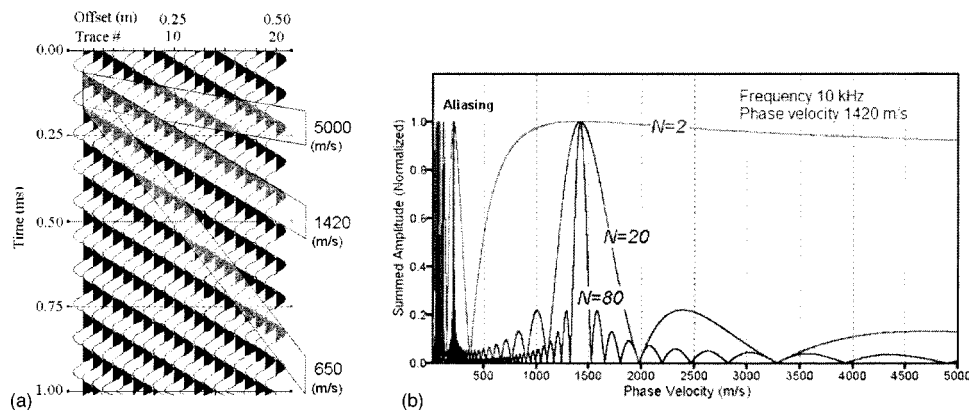 Offset (m) 0.25 0.50
Trace # 10 20
0.00
0.25
0.50
0.75
1.00
Time (ms)
5000
(m/s)
1420
(m/s)
650
(m/s)
(a)
Aliasing
Frequency 10 kHz
Phase velocity 1420 m/s
N=2
N=20
N=80
Summed Amplitude (Normalized)
1.0
0.8
0.6
0.4
0.2
0.0
500 1000 1500 2000 2500 3000 3500 4000 4500 5000
Phase Velocity (m/s)
(b)